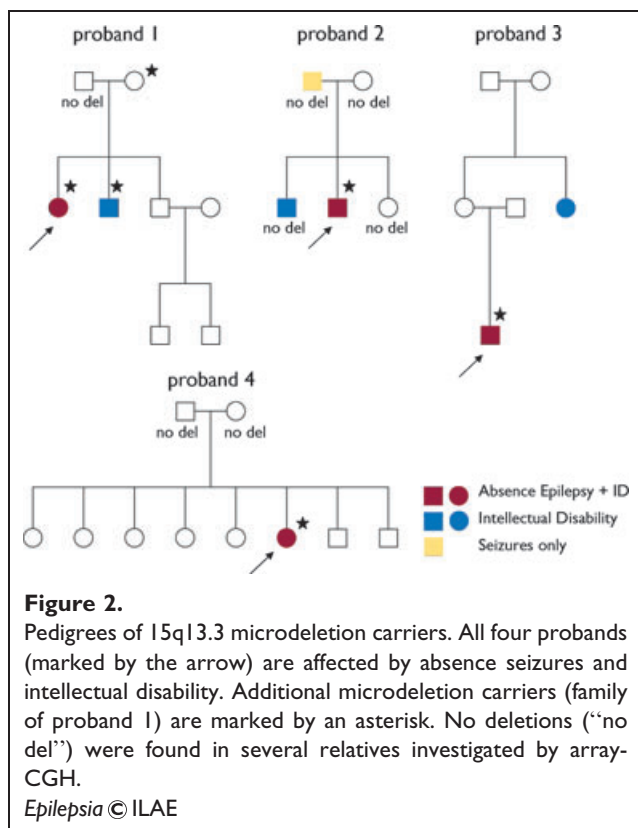 proband 1
proband 2
proband 3
no del
no del
no del
no del
no del
proband 4
no del
no del
Absence Epilepsy + ID
Intellectual Disability
Seizures only
Figure 2.
Pedigrees of 15q13.3 microdeletion carriers. All four probands
(marked by the arrow) are affected by absence seizures and
intellectual disability. Additional microdeletion carriers (family
of proband 1) are marked by an asterisk. No deletions (“no
del”) were found in several relatives investigated by array-
CGH.
Epilepsia © ILAE